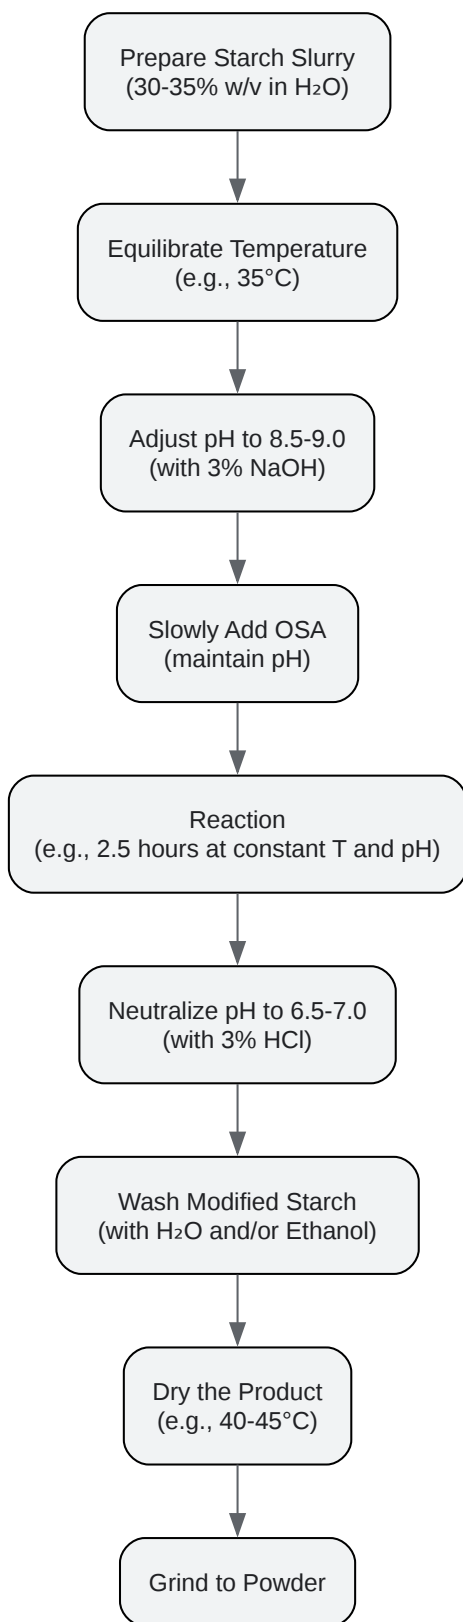 Prepare Starch Slurry
(30-35% w/v in H₂O)
Equilibrate Temperature
(e.g., 35°C)
Adjust pH to 8.5-9.0
(with 3% NaOH)
Slowly Add OSA
(maintain pH)
Reaction
(e.g., 2.5 hours at constant T and pH)
Neutralize pH to 6.5-7.0
(with 3% HCl)
Wash Modified Starch
(with H₂O and/or Ethanol)
Dry the Product
(e.g., 40-45°C)
Grind to Powder